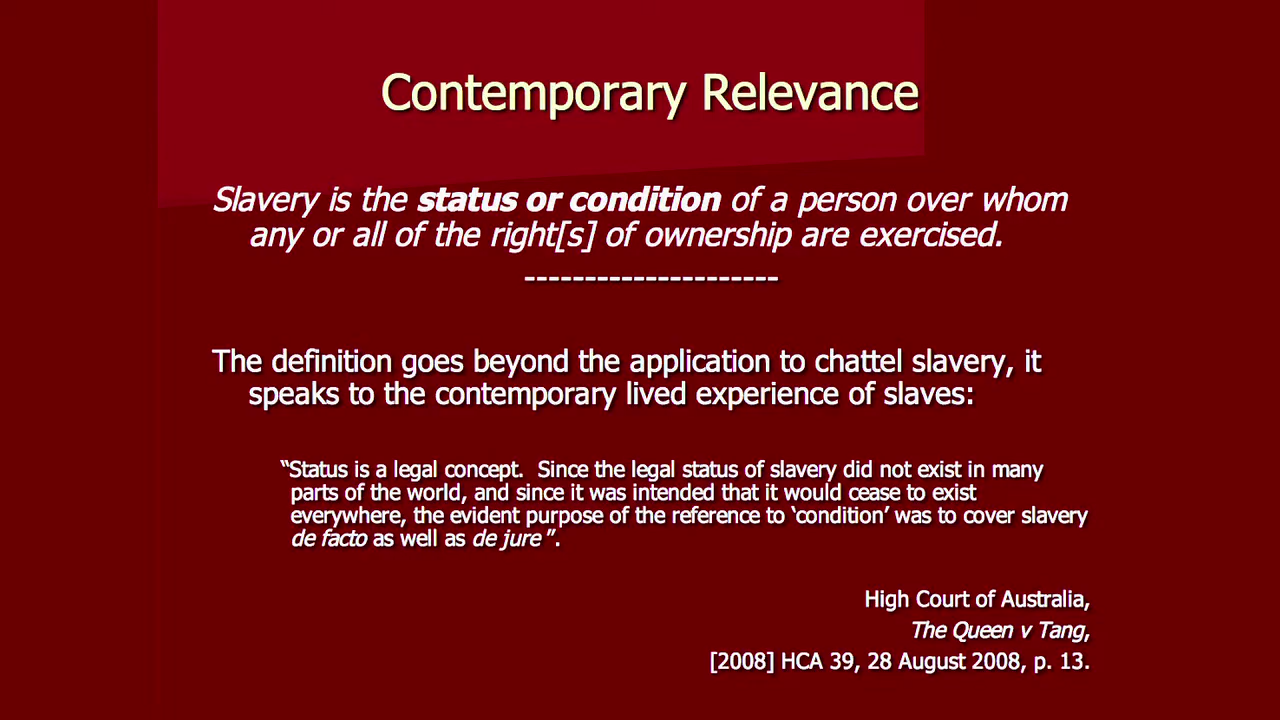 Contemporary Relevance
Slavery is the status or condition of a person over whom
any or all of the right[s] of ownership are exercised.
---------------------
The definition goes beyond the application to chattel slavery, it
speaks to the contemporary lived experience of slaves:
“Status is a legal concept.  Since the legal status of slavery did not exist in many
parts of the world, and since it was intended that it would cease to exist
everywhere, the evident purpose of the reference to ‘condition’ was to cover slavery
de facto as well as de jure ”.
High Court of Australia,
The Queen v Tang,
[2008] HCA 39, 28 August 2008, p. 13.